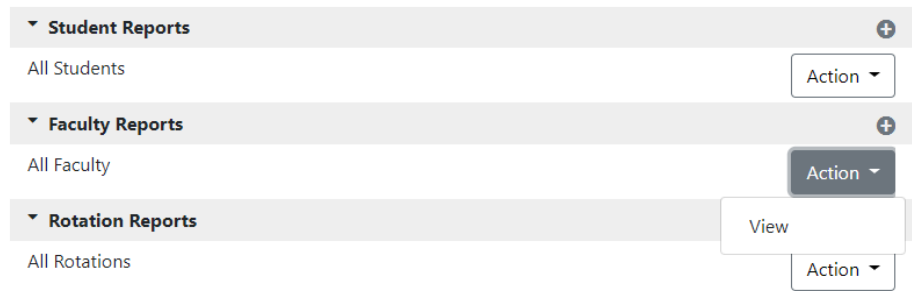 Student Reports
All Students
Action
Faculty Reports
All Faculty
Action
Rotation Reports
View
All Rotations
Action